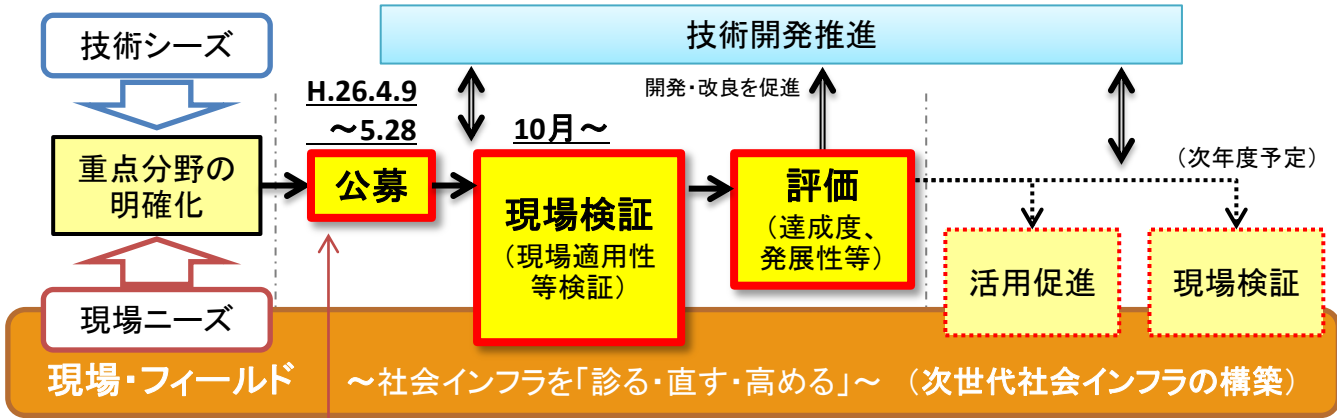 技術シーズ
技術開発推進
H.26.4.9
～5.28
開発・改良を促進
10月～
重点分野の
明確化
公募
現場検証
(現場適用性
等検証)
評価
(達成度、
発展性等)
(次年度予定)
活用促進
現場検証
現場ニーズ
現場・フィールド ～社会インフラを「診る・直す・高める」～ (次世代社会インフラの構築)